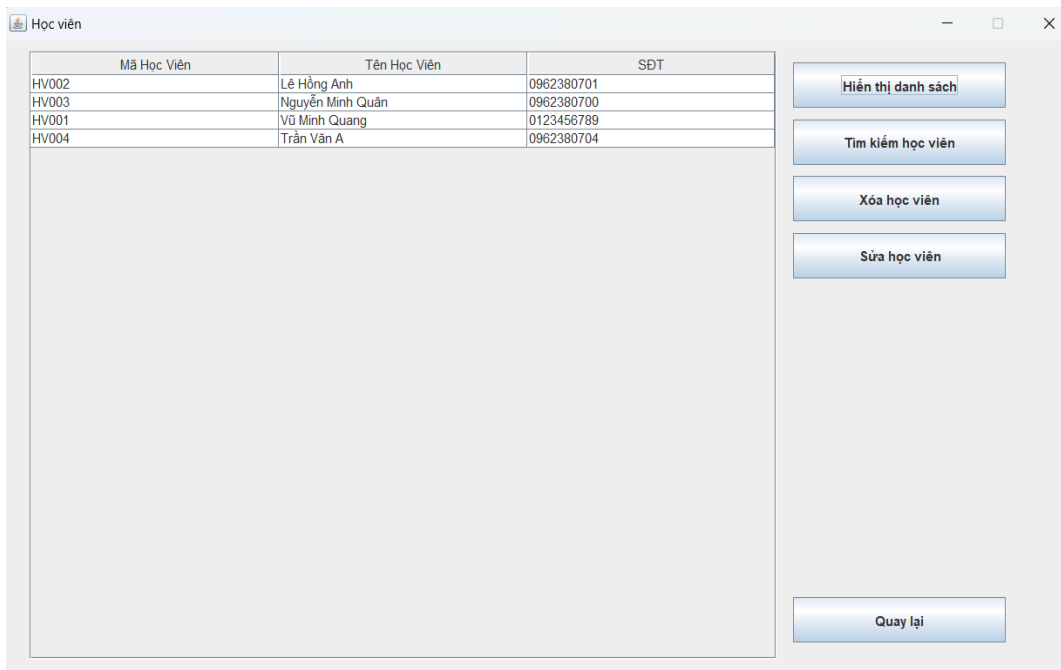 Học viên
Mã Học Viên Tên Học Viên SĐT
HV002 Lê Hồng Anh 0962380701
HV003 Nguyễn Minh Quân 0962380700
HV001 Vũ Minh Quang 0123456789
HV004 Trần Văn A 0962380704
Hiển thị danh sách
Tìm kiếm học viên
Xóa học viên
Sửa học viên
Quay lại